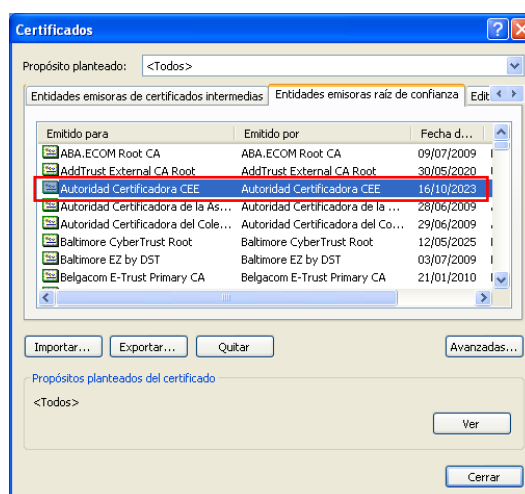 Certificados
Propósito planteado: <Todos>
Entidades emisoras de certificados intermedias Entidades emisoras raíz de confianza Edit
Emitido para Emitido por Fecha d...
ABA.ECOM Root CA ABA.ECOM Root CA 09/07/2009
AddTrust External CA Root AddTrust External CA Root 30/05/2020
Autoridad Certificadora CEE Autoridad Certificadora CEE 16/10/2023
Autoridad Certificadora de la As... Autoridad Certificadora de la ... 28/06/2009
Autoridad Certificadora del Cole... Autoridad Certificadora del Co... 29/06/2009
Baltimore CyberTrust Root Baltimore CyberTrust Root 12/05/2025
Baltimore EZ by DST Baltimore EZ by DST 03/07/2009
Belgacom E-Trust Primary CA Belgacom E-Trust Primary CA 21/01/2010
Importar... Exportar... Quitar Avanzadas...
Propósitos planteados del certificado
<Todos>
Ver
Cerrar